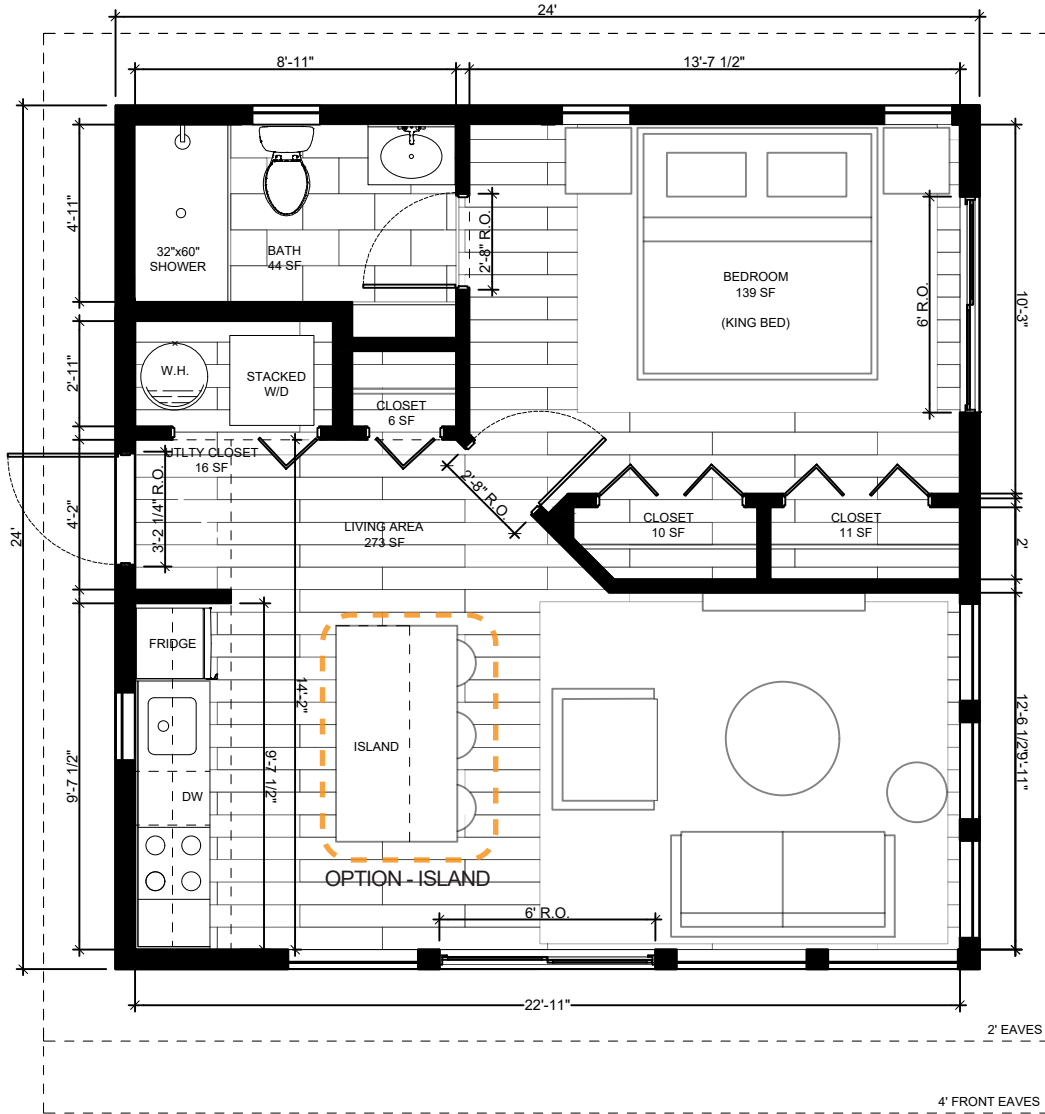 24'
8'-11"
13'-7 1/2"
4'-11"
32"x60"
SHOWER
BATH
44 SF
2'-8" R.O.
BEDROOM
139 SF
(KING BED)
6' R.O.
10'-3"
2'-11"
W.H.
STACKED
W/D
CLOSET
6 SF
UTLTY CLOSET
16 SF
24'
4'-2"
3'-2 1/4" R.O.
2'-8" R.O
LIVING AREA
273 SF
CLOSET
10 SF
CLOSET
11 SF
2'
FRIDGE
14'-2"
9'-7 1/2"
9'-7 1/2"
ISLAND
DW
12'-6 1/2"
9'-11"
OPTION - ISLAND
6' R.O.
22'-11"
2' EAVES
4' FRONT EAVES